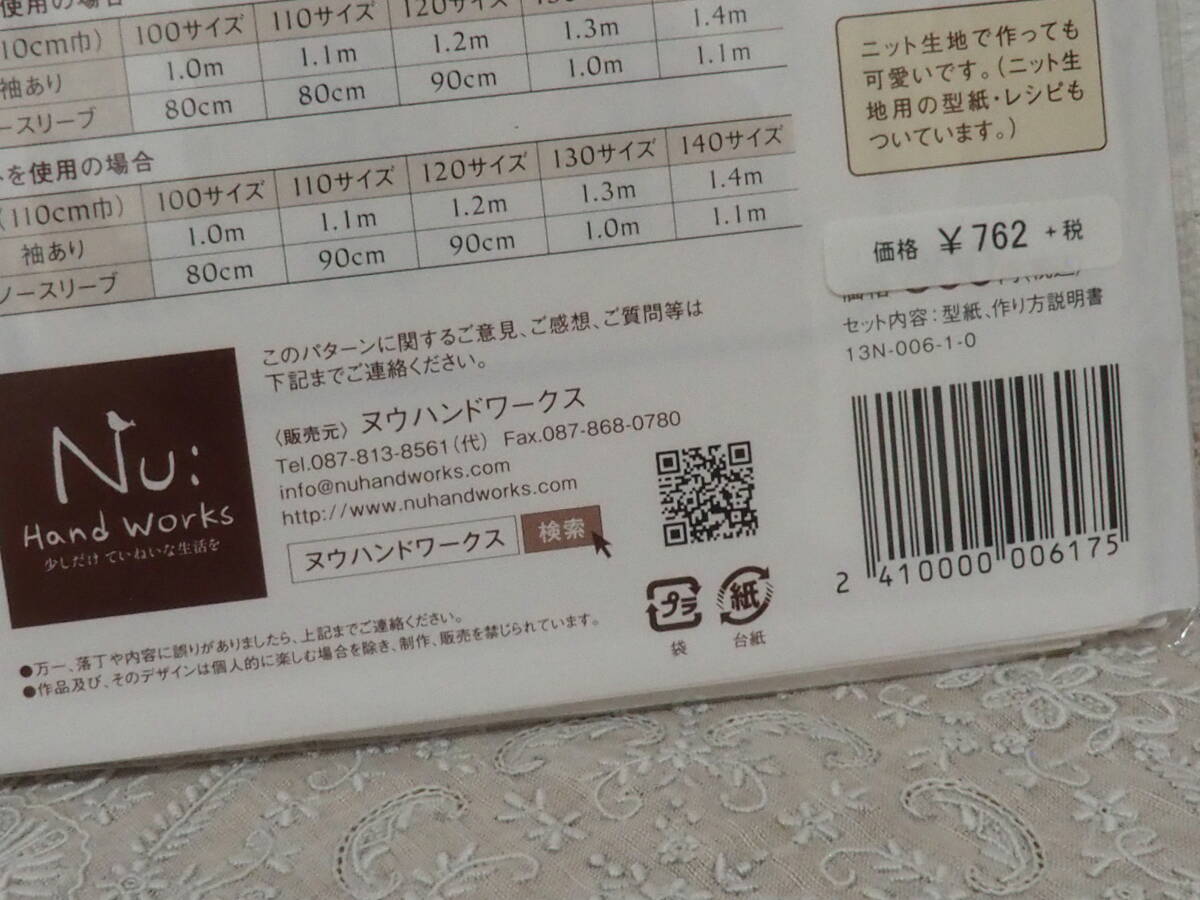 使用の場合
10cm巾) 100サイズ 110サイズ 120サイズ
袖あり 1.0m 1.1m 1.2m 1.3m 1.4m
ースリーブ 80cm 80cm 90cm 1.0m 1.1m
を使用の場合
(110cm巾) 100サイズ 110サイズ 120サイズ 130サイズ 140サイズ
袖あり 1.0m 1.1m 1.2m 1.3m 1.4m
ノースリーブ 80cm 90cm 90cm 1.0m 1.1m
ニット生地で作っても
可愛いです。(ニット生
地用の型紙・レシピも
ついています。)
価格 ¥762 +税
セット内容:型紙、作り方説明書
13N-006-1-0
2 410000 006175
このパターンに関するご意見、ご感想、ご質問等は
下記までご連絡ください。
〈販売元〉ヌウハンドワークス
Tel.087-813-8561(代) Fax.087-868-0780
info@nuhandworks.com
http://www.nuhandworks.com
ヌウハンドワークス 検索
Nu:
Hand Works
少しだけ ていねいな生活を
プラ 紙
袋 台紙
●万一、落丁や内容に誤りがありましたら、上記までご連絡ください。
●作品及び、そのデザインは個人的に楽しむ場合を除き、制作、販売を禁じられています。